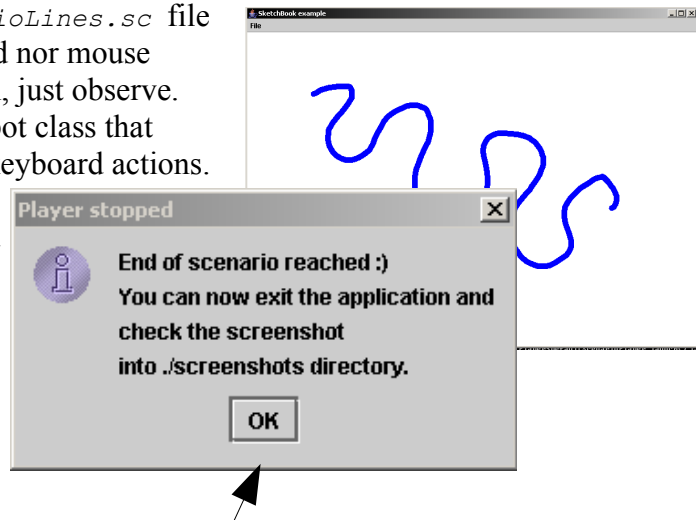 ioLines.sc file
d nor mouse
, just observe.
ot class that
eyboard actions.
SketchBook example
File
Player stopped
End of scenario reached :)
You can now exit the application and
check the screenshot
into ./screenshots directory.
OK